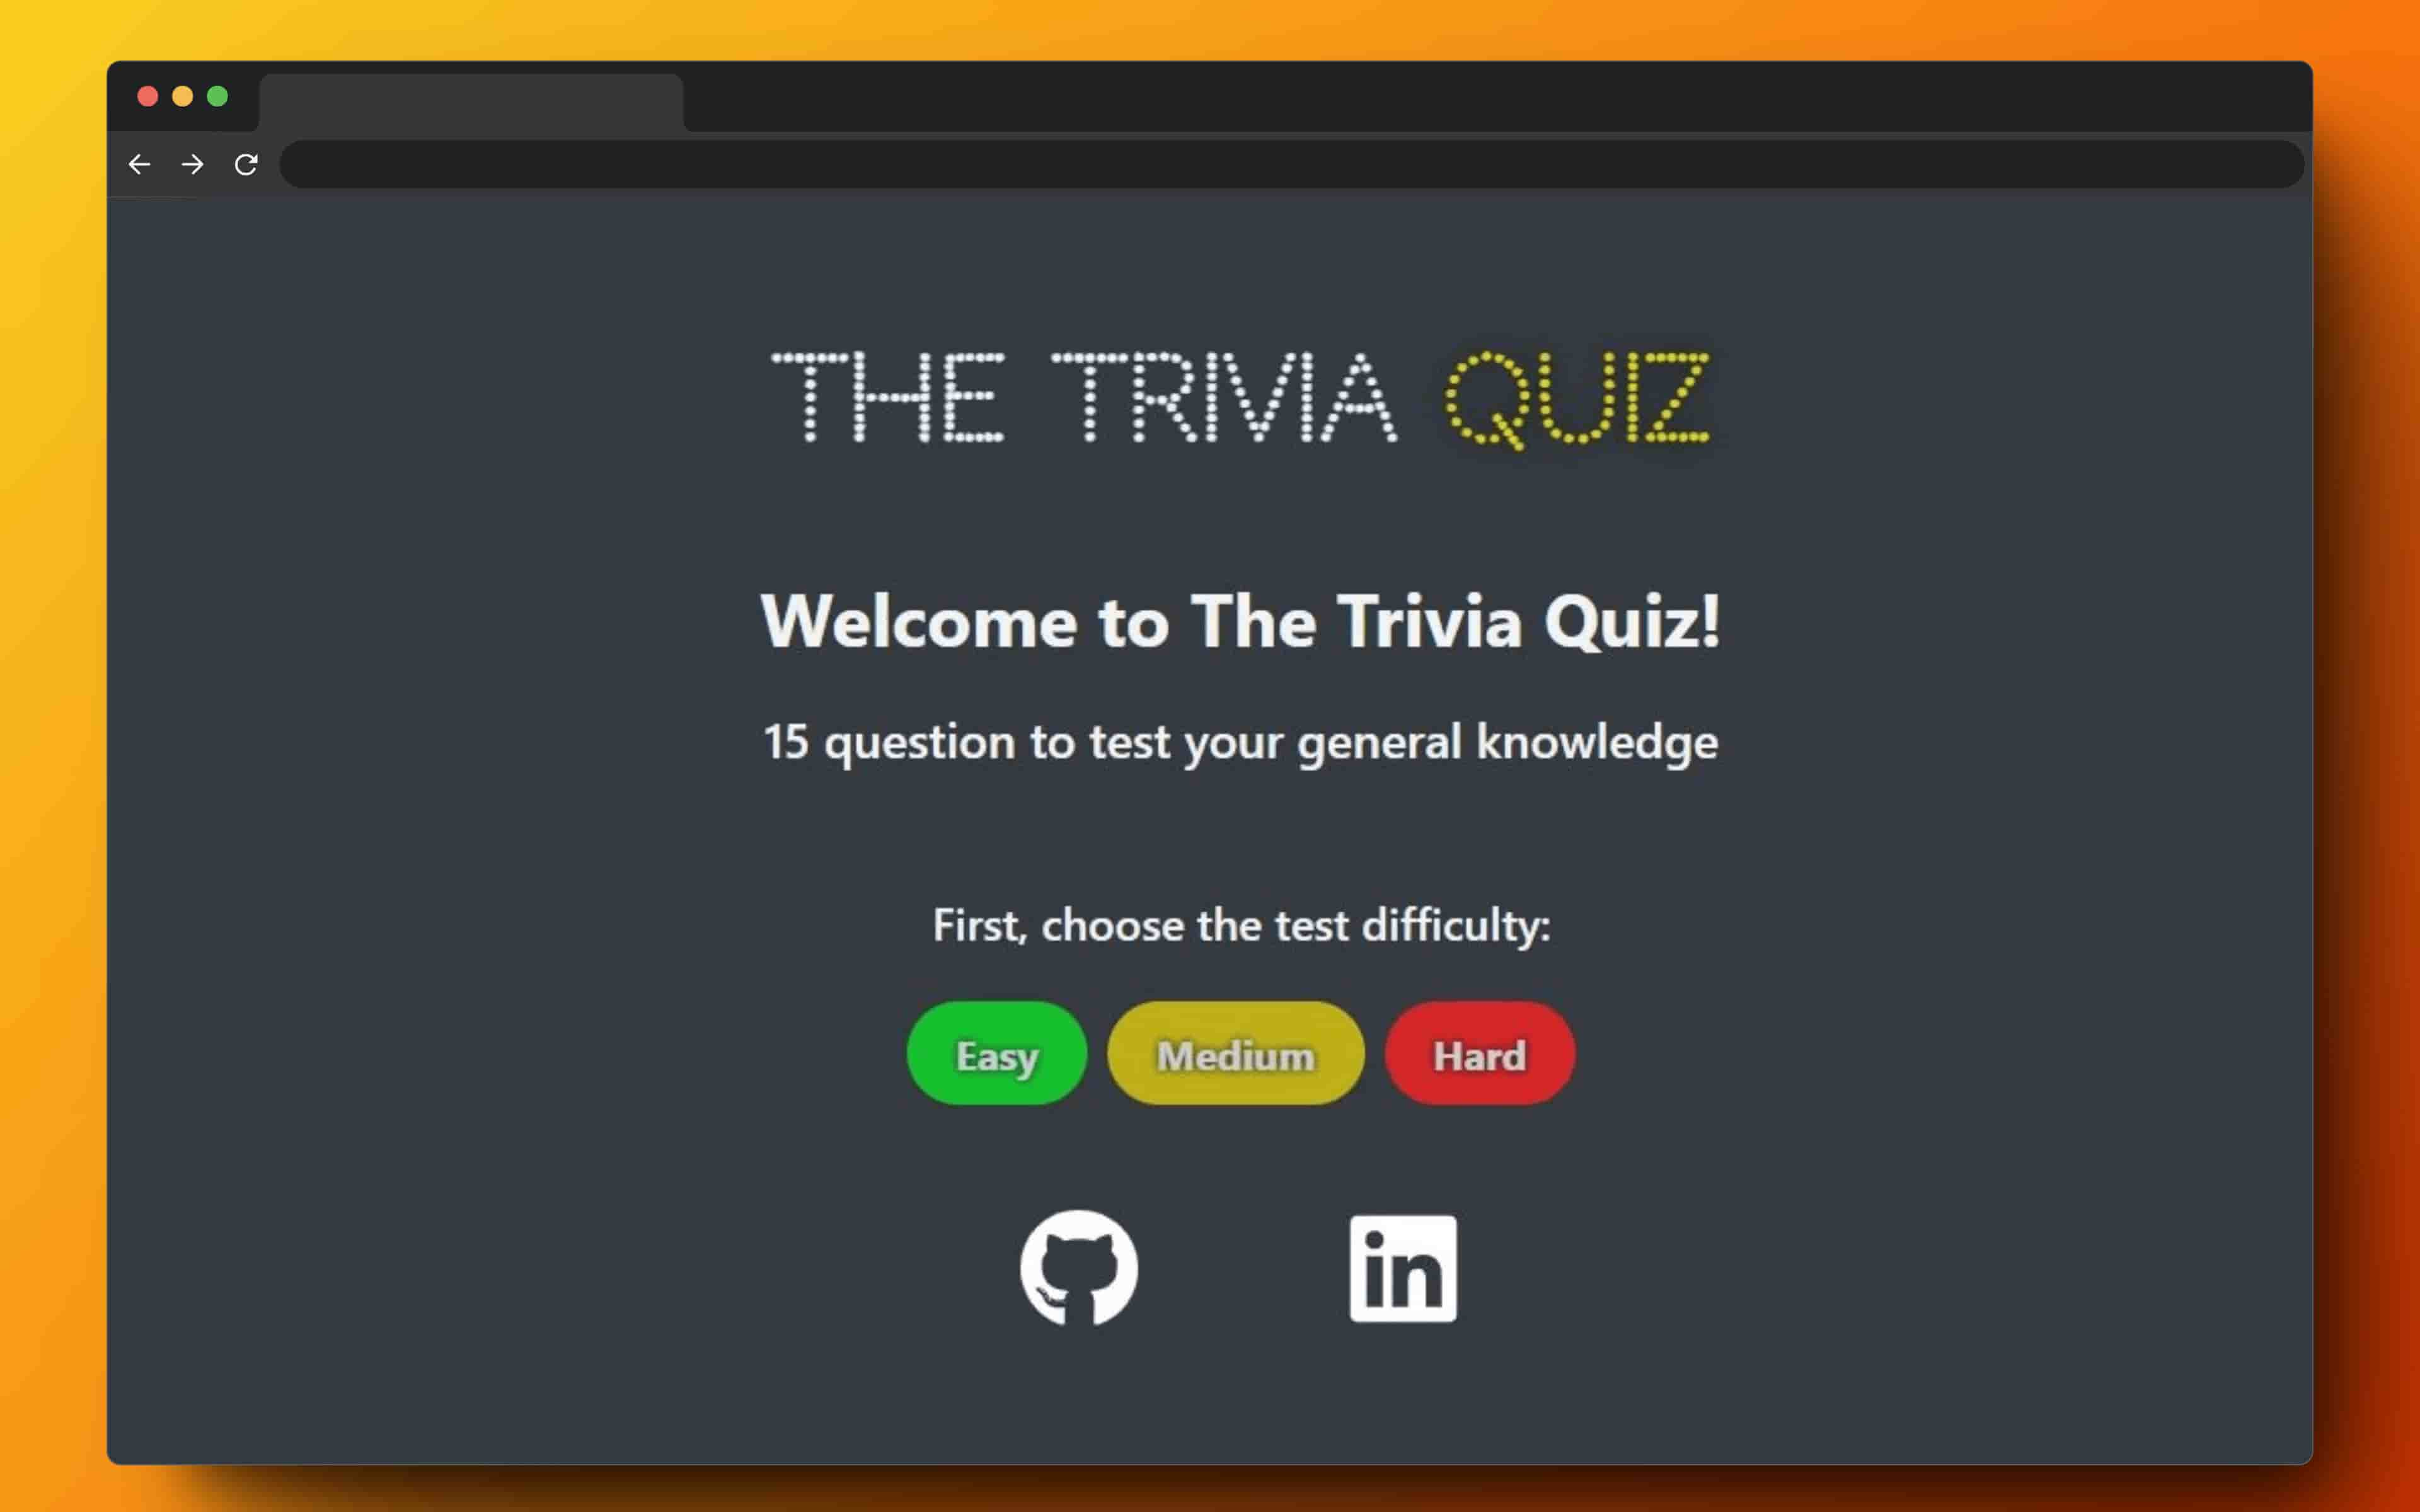 THE TRIVIA QUIZ
Welcome to The Trivia Quiz!
15 question to test your general knowledge
First, choose the test difficulty:
Easy Medium Hard
in